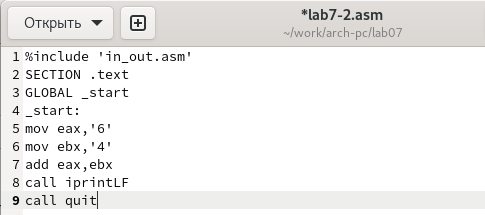 Открыть
*lab7-2.asm
~/work/arch-pc/lab07
1 %include 'in_out.asm'
2 SECTION .text
3 GLOBAL _start
4 _start:
5 mov eax,'6'
6 mov ebx,'4'
7 add eax,ebx
8 call iprintLF
9 call quit